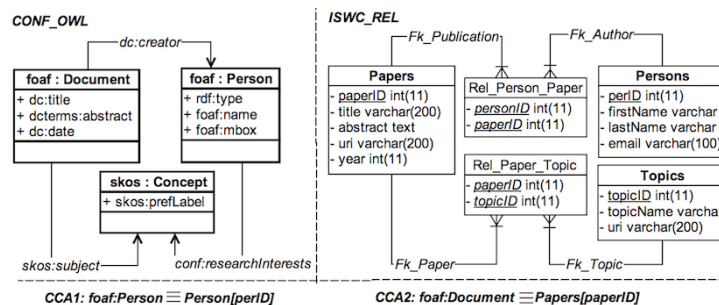 CONF_OWL
dc:creator
foaf : Document
+ dc:title
+ dcterms:abstract
+ dc:date
foaf : Person
+ rdf:type
+ foaf:name
+ foaf:mbox
skos : Concept
+ skos:prefLabel
skos:subject
conf:researchInterests
ISWC_REL
Fk_Publication
Fk_Author
Papers
- paperID int(11)
- title varchar(200)
- abstract text
- uri varchar(200)
- year int(11)
Rel_Person_Paper
- personID int(11)
- paperID int(11)
Persons
- perID int(11)
- firstName varchar
- lastName varchar
- email varchar(100)
Rel_Paper_Topic
- paperID int(11)
- topicID int(11)
Topics
- topicID int(11)
- topicName varcha
- uri varchar(200)
Fk_Paper
Fk_Topic
CCA1: foaf:Person ≡ Person[perID]
CCA2: foaf:Document ≡ Papers[paperID]